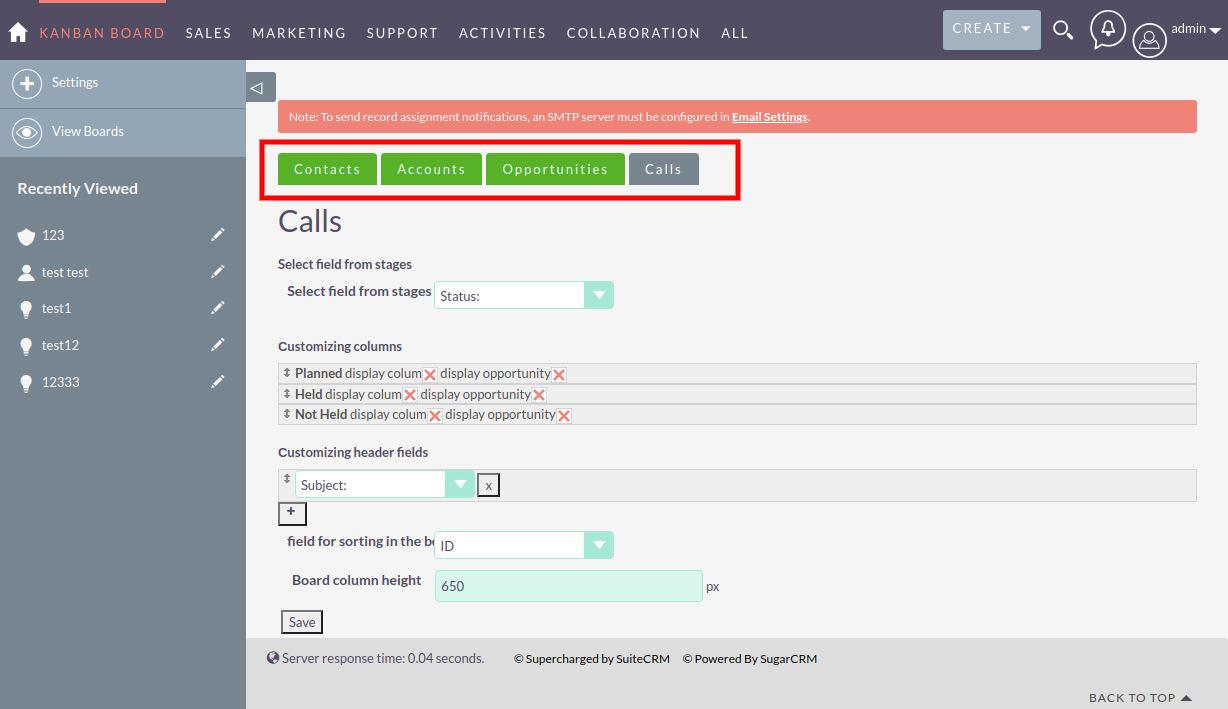 KANBAN BOARD SALES MARKETING SUPPORT ACTIVITIES COLLABORATION ALL CREATE admin
Settings
View Boards
Recently Viewed
123
test test
test1
test12
12333
Note: To send record assignment notifications, an SMTP server must be configured in Email Settings.
Contacts Accounts Opportunities Calls
Calls
Select field from stages
Select field from stages Status:
Customizing columns
Planned display colum display opportunity
Held display colum display opportunity
Not Held display colum display opportunity
Customizing header fields
Subject: x
+
field for sorting in the ID
Board column height 650 px
Save
Server response time: 0.04 seconds. © Supercharged by SuiteCRM © Powered By SugarCRM
BACK TO TOP